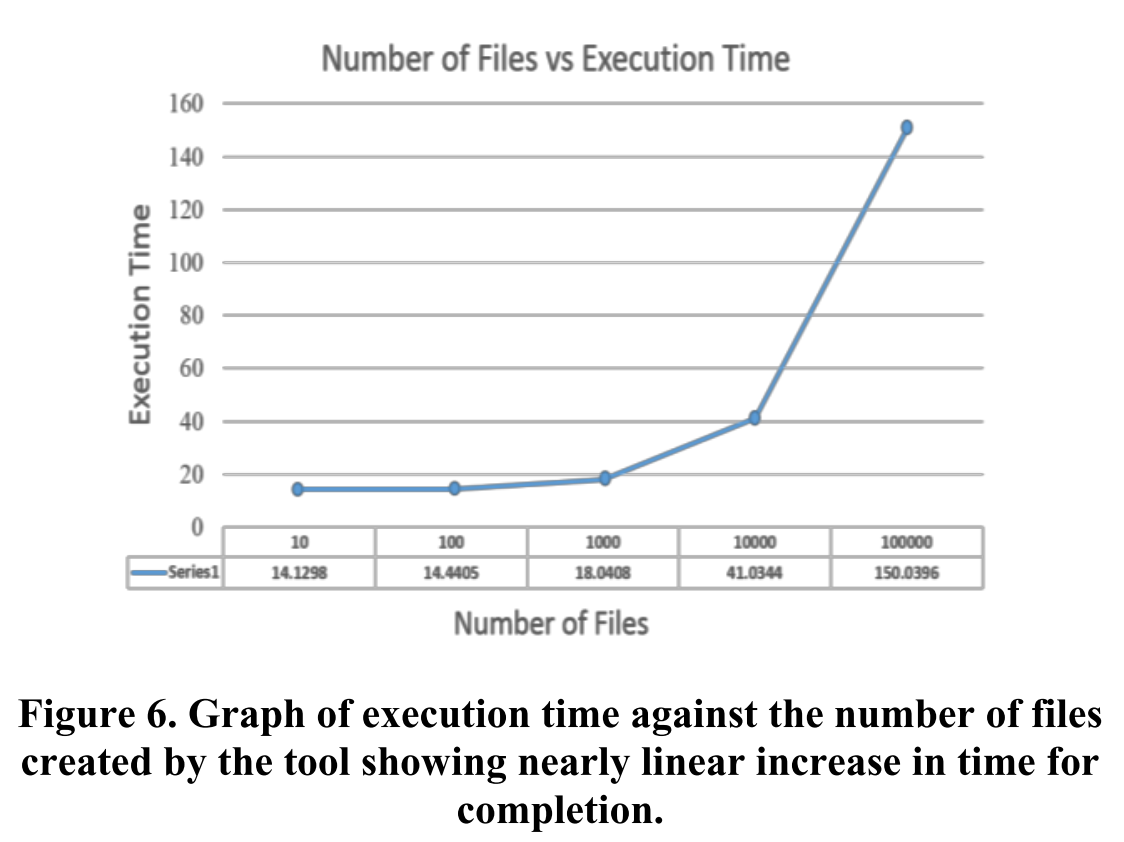 Number of Files vs Execution Time
160
140
120
100
80
60
40
20
0
Execution Time
10 100 1000 10000 100000
Series1 14.1298 14.4405 18.0408 41.0344 150.0396
Number of Files
Figure 6. Graph of execution time against the number of files
created by the tool showing nearly linear increase in time for
completion.